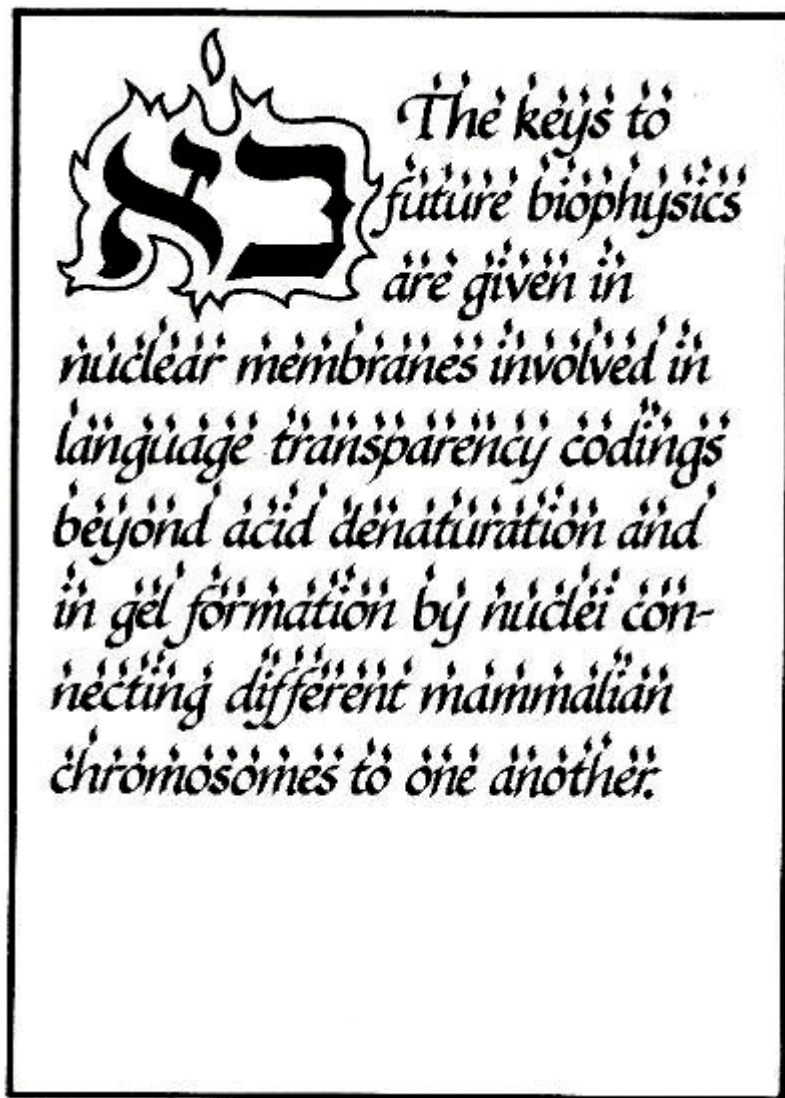 כא
The keys to
future biophysics
are given in
nuclear membranes involved in
language transparency codings
beyond acid denaturation and
in gel formation by nuclei con-
necting different mammalian
chromosomes to one another.